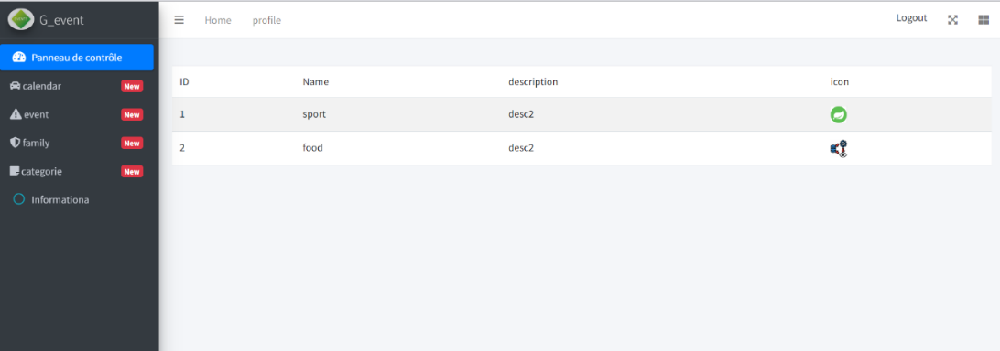 G_event
Home profile Logout
Panneau de contrôle
calendar New
event New
family New
categorie New
Informationa
ID Name description icon
1 sport desc2
2 food desc2